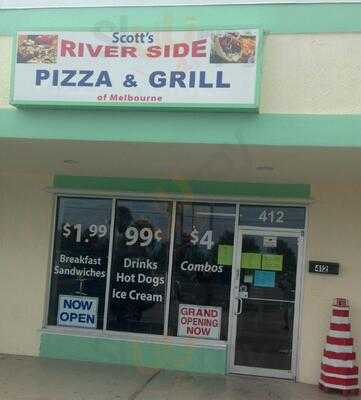 Scott's
RIVER SIDE
PIZZA & GRILL
of Melbourne
412
$1.99
Breakfast
Sandwiches
99¢
Drinks
Hot Dogs
Ice Cream
$4
Combos
NOW
OPEN
GRAND
OPENING
NOW
412